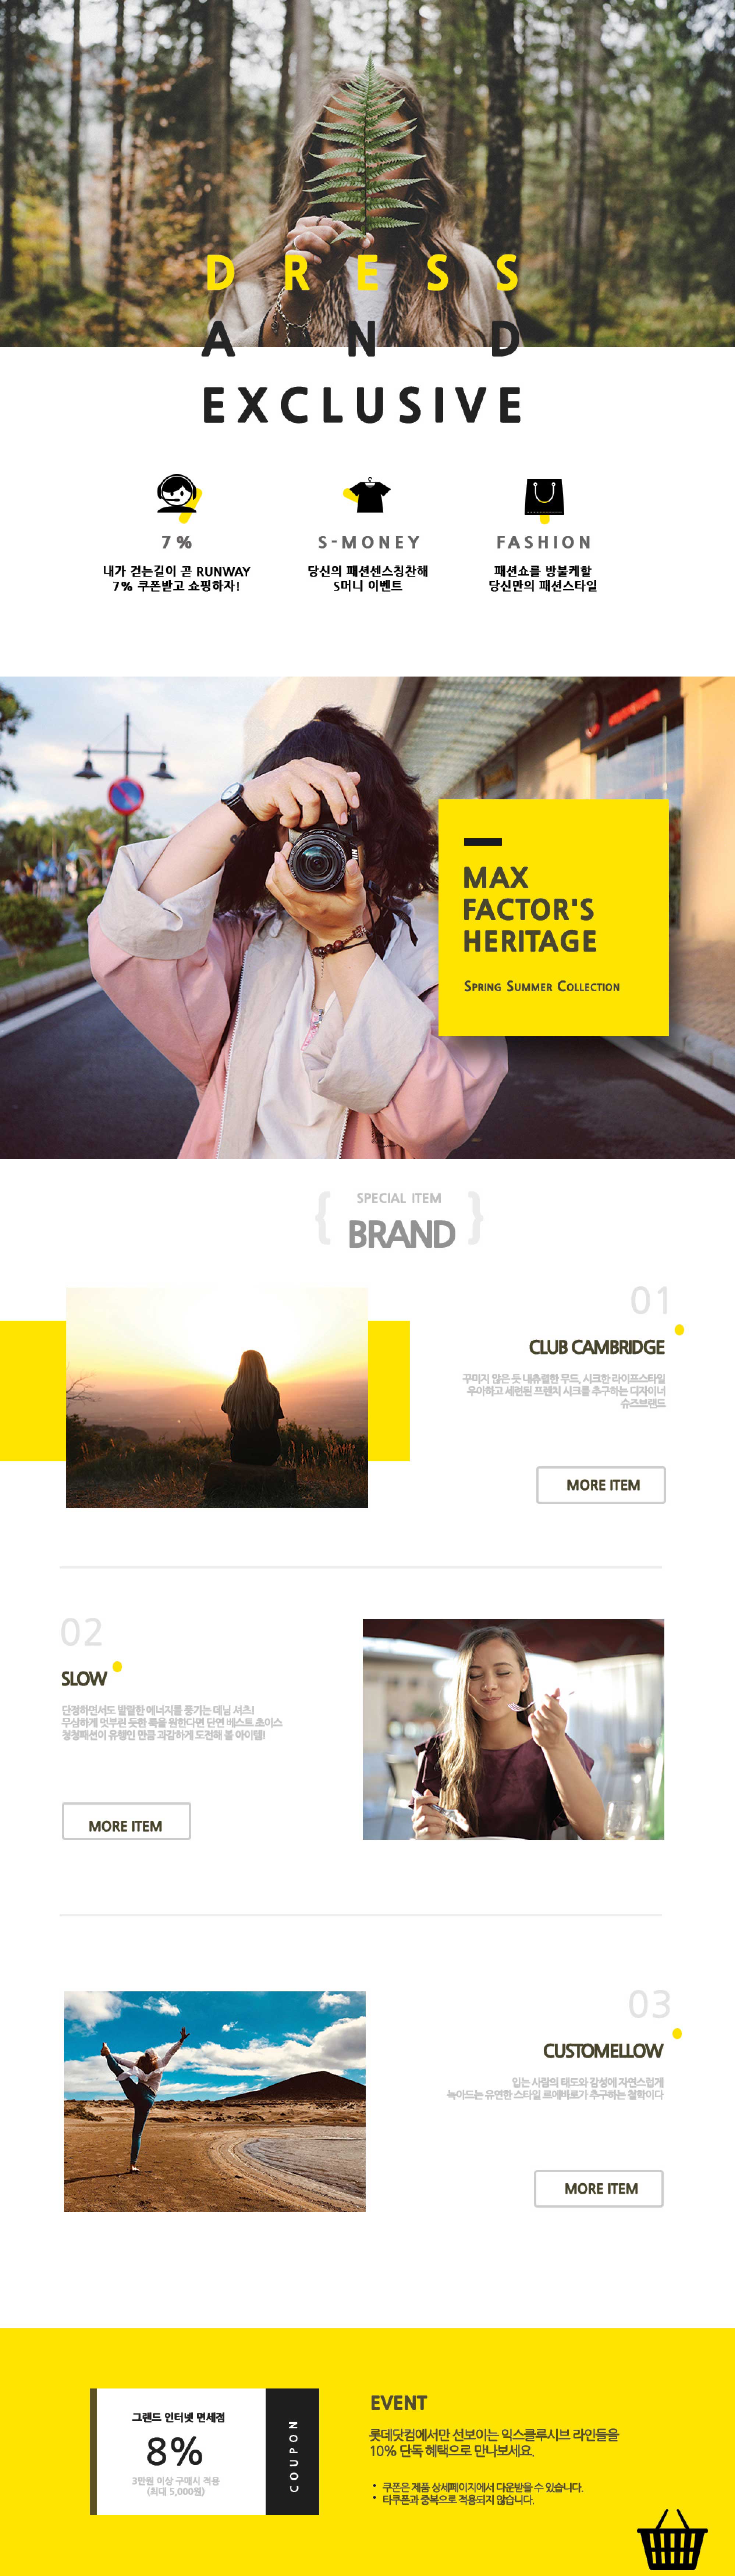 DRESS
AND
EXCLUSIVE
7%
내가 걷는길이 곧 RUNWAY
7% 쿠폰받고 쇼핑하자!
S-MONEY
당신의 패션센스칭찬해
S머니 이벤트
FASHION
패션쇼를 방불케할
당신만의 패션스타일
MAX
FACTOR'S
HERITAGE
Spring Summer Collection
{ SPECIAL ITEM }
BRAND
01
CLUB CAMBRIDGE
꾸미지 않은 듯 내츄럴한 무드, 시크한 라이프스타일
우아하고 세련된 프렌치 시크를 추구하는 디자이너
슈즈브랜드
MORE ITEM
02
SLOW
단정하면서도 발랄한 에너지를 풍기는 데님 셔츠!
무심하게 멋부린 듯한 룩을 원한다면 단연 베스트 초이스
청청패션이 유행인 만큼 과감하게 도전해 볼 아이템!
MORE ITEM
03
CUSTOMELLOW
입는 사람의 태도와 감성에 자연스럽게
녹아드는 유연한 스타일 르에바로가 추구하는 철학이다
MORE ITEM
그랜드 인터넷 면세점
8%
3만원 이상 구매시 적용
(최대 5,000원)
COUPON
EVENT
롯데닷컴에서만 선보이는 익스클루시브 라인들을
10% 단독 혜택으로 만나보세요.
• 쿠폰은 제품 상세페이지에서 다운받을 수 있습니다.
• 타쿠폰과 중복으로 적용되지 않습니다.